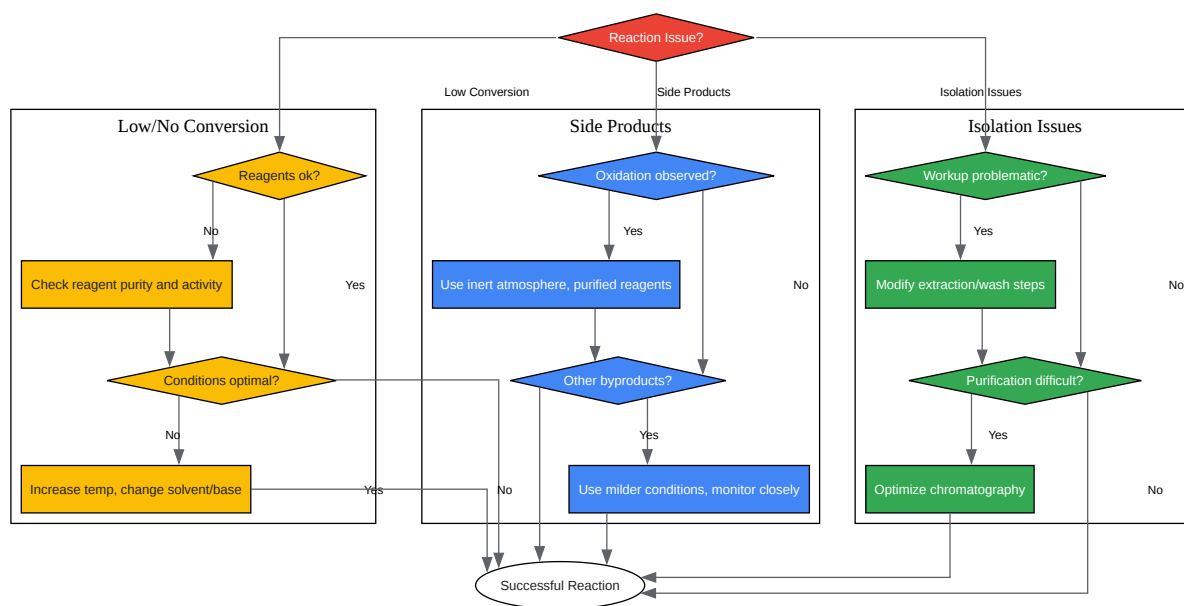 Reaction Issue?
Low Conversion
Side Products
Isolation Issues
Low/No Conversion
Side Products
Isolation Issues
Reagents ok?
Oxidation observed?
Workup problematic?
No
Yes
Yes
Check reagent purity and activity
Yes
Use inert atmosphere, purified reagents
No
Modify extraction/wash steps
No
Conditions optimal?
Other byproducts?
Purification difficult?
No
Yes
Yes
Increase temp, change solvent/base
Yes
No
Use milder conditions, monitor closely
Optimize chromatography
No
Successful Reaction